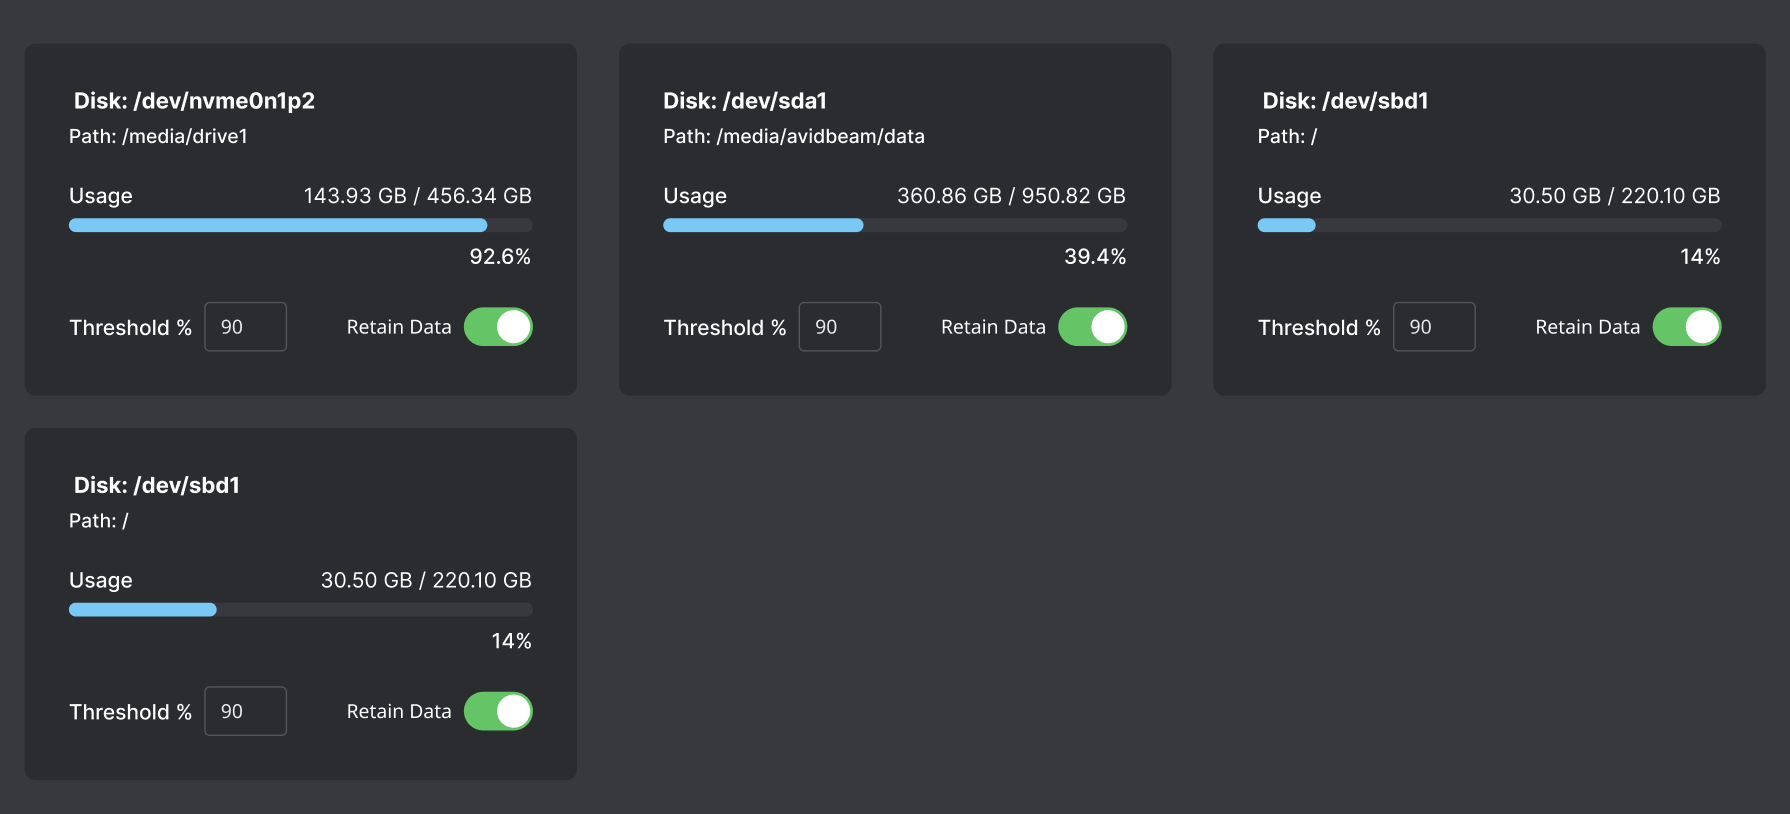 Disk: /dev/nvme0n1p2
Path: /media/drive1
Usage 143.93 GB / 456.34 GB
92.6%
Threshold % 90 Retain Data
Disk: /dev/sda1
Path: /media/avidbeam/data
Usage 360.86 GB / 950.82 GB
39.4%
Threshold % 90 Retain Data
Disk: /dev/sbd1
Path: /
Usage 30.50 GB / 220.10 GB
14%
Threshold % 90 Retain Data
Disk: /dev/sbd1
Path: /
Usage 30.50 GB / 220.10 GB
14%
Threshold % 90 Retain Data